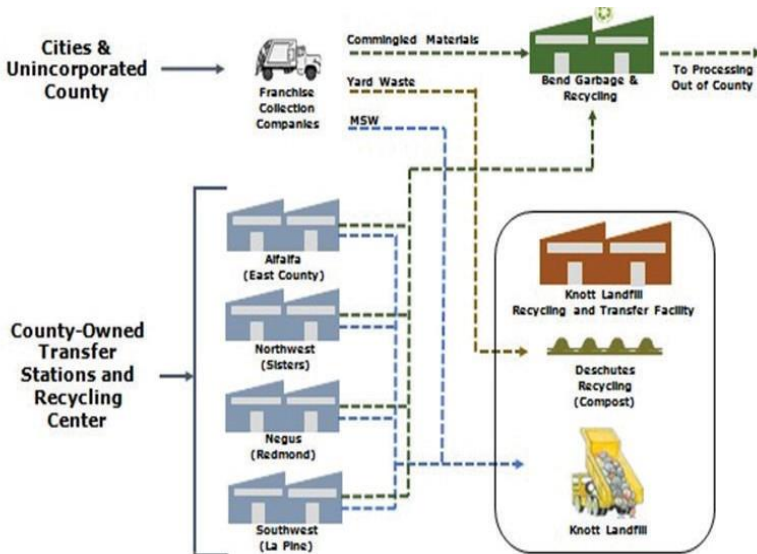 Cities &
Unincorporated
County
Franchise
Collection
Companies
Commingled Materials
Yard Waste
MSW
Bend Garbage &
Recycling
To Processing
Out of County
County-Owned
Transfer
Stations and
Recycling
Center
Alfalfa
(East County)
Northwest
(Sisters)
Negus
(Redmond)
Southwest
(La Pine)
Knott Landfill
Recycling and Transfer Facility
Deschutes
Recycling
(Compost)
Knott Landfill